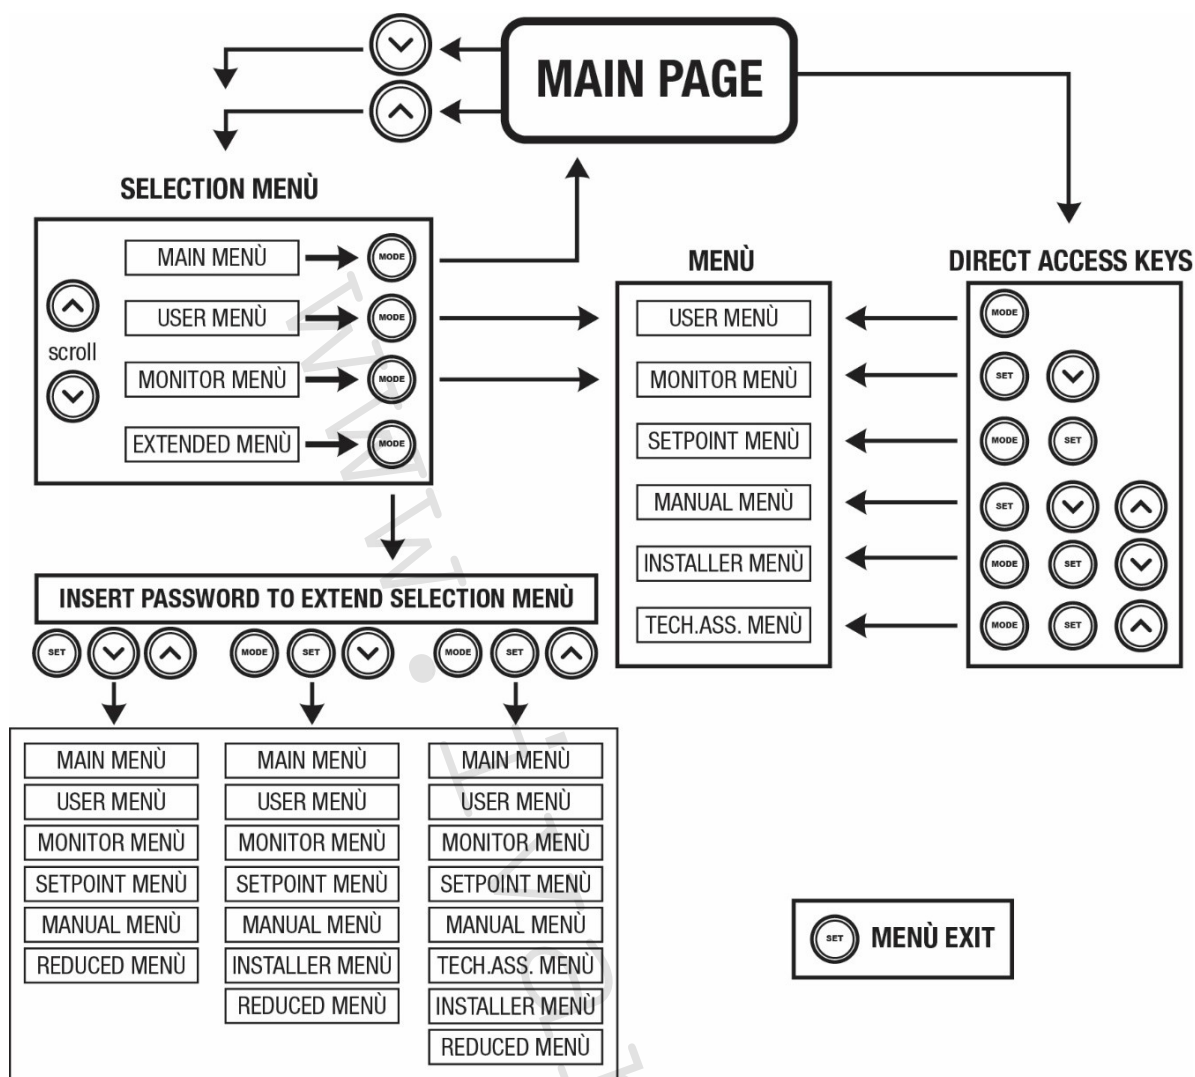 MAIN PAGE
SELECTION MENÙ
MAIN MENÙ MODE
USER MENÙ MODE
scroll
MONITOR MENÙ MODE
EXTENDED MENÙ MODE
MENÙ
USER MENÙ
MONITOR MENÙ
SETPOINT MENÙ
MANUAL MENÙ
INSTALLER MENÙ
TECH.ASS. MENÙ
DIRECT ACCESS KEYS
MODE
SET
MODE SET
SET
MODE SET
MODE SET
INSERT PASSWORD TO EXTEND SELECTION MENÙ
SET MODE SET MODE SET
MAIN MENÙ
USER MENÙ
MONITOR MENÙ
SETPOINT MENÙ
MANUAL MENÙ
REDUCED MENÙ
MAIN MENÙ
USER MENÙ
MONITOR MENÙ
SETPOINT MENÙ
MANUAL MENÙ
INSTALLER MENÙ
REDUCED MENÙ
MAIN MENÙ
USER MENÙ
MONITOR MENÙ
SETPOINT MENÙ
MANUAL MENÙ
TECH.ASS. MENÙ
INSTALLER MENÙ
REDUCED MENÙ
SET MENÙ EXIT